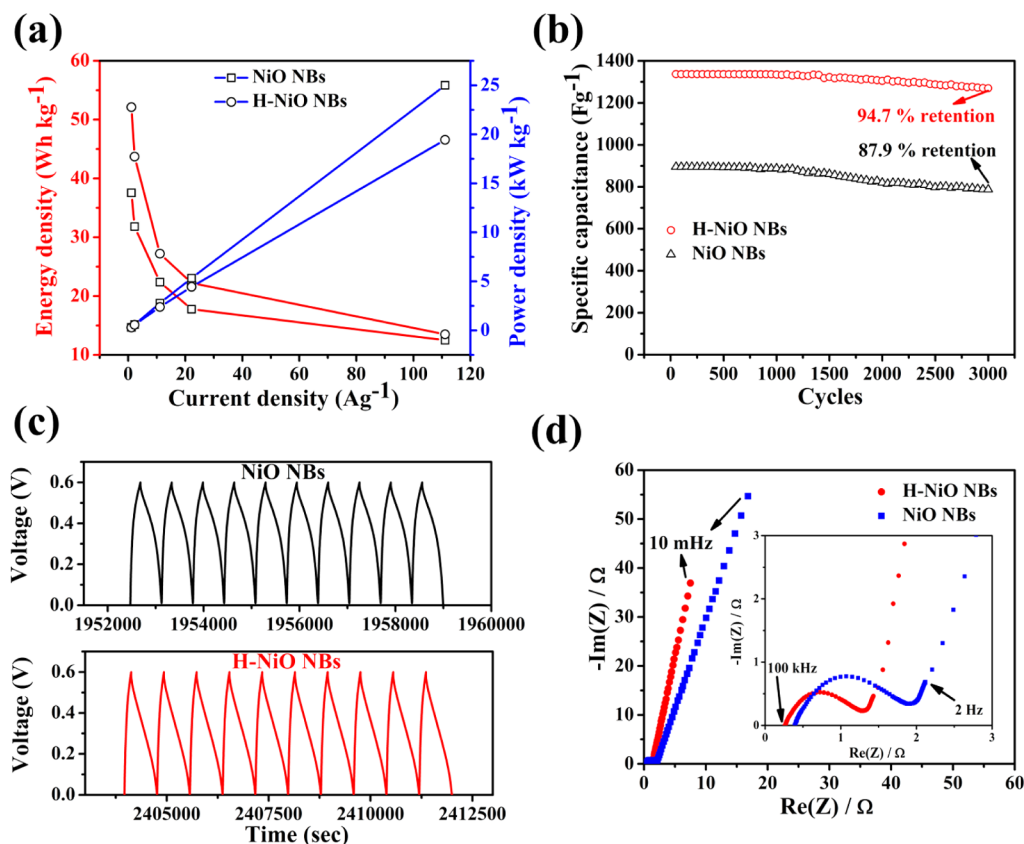 (a)
NiO NBs
H-NiO NBs
60
50
40
30
20
10
25
20
15
10
5
0
0 20 40 60 80 100 120
Energy density (Wh kg-1)
Power density (kW kg-1)
Current density (Ag-1)
(b)
1400
1200
1000
800
600
400
200
0
94.7 % retention
87.9 % retention
H-NiO NBs
NiO NBs
0 500 1000 1500 2000 2500 3000
Specific capacitance (Fg-1)
Cycles
(c)
NiO NBs
0.6
0.4
0.2
0.0
Voltage (V)
1952000 1954000 1956000 1958000 1960000
H-NiO NBs
0.6
0.4
0.2
0.0
Voltage (V)
2405000 2407500 2410000 2412500
Time (sec)
(d)
60
50
40
30
20
10
0
-Im(Z) / Ω
H-NiO NBs
NiO NBs
10 mHz
3
2
1
0
-Im(Z) / Ω
100 kHz
2 Hz
0 1 2 3
Re(Z) / Ω
0 10 20 30 40 50 60
Re(Z) / Ω